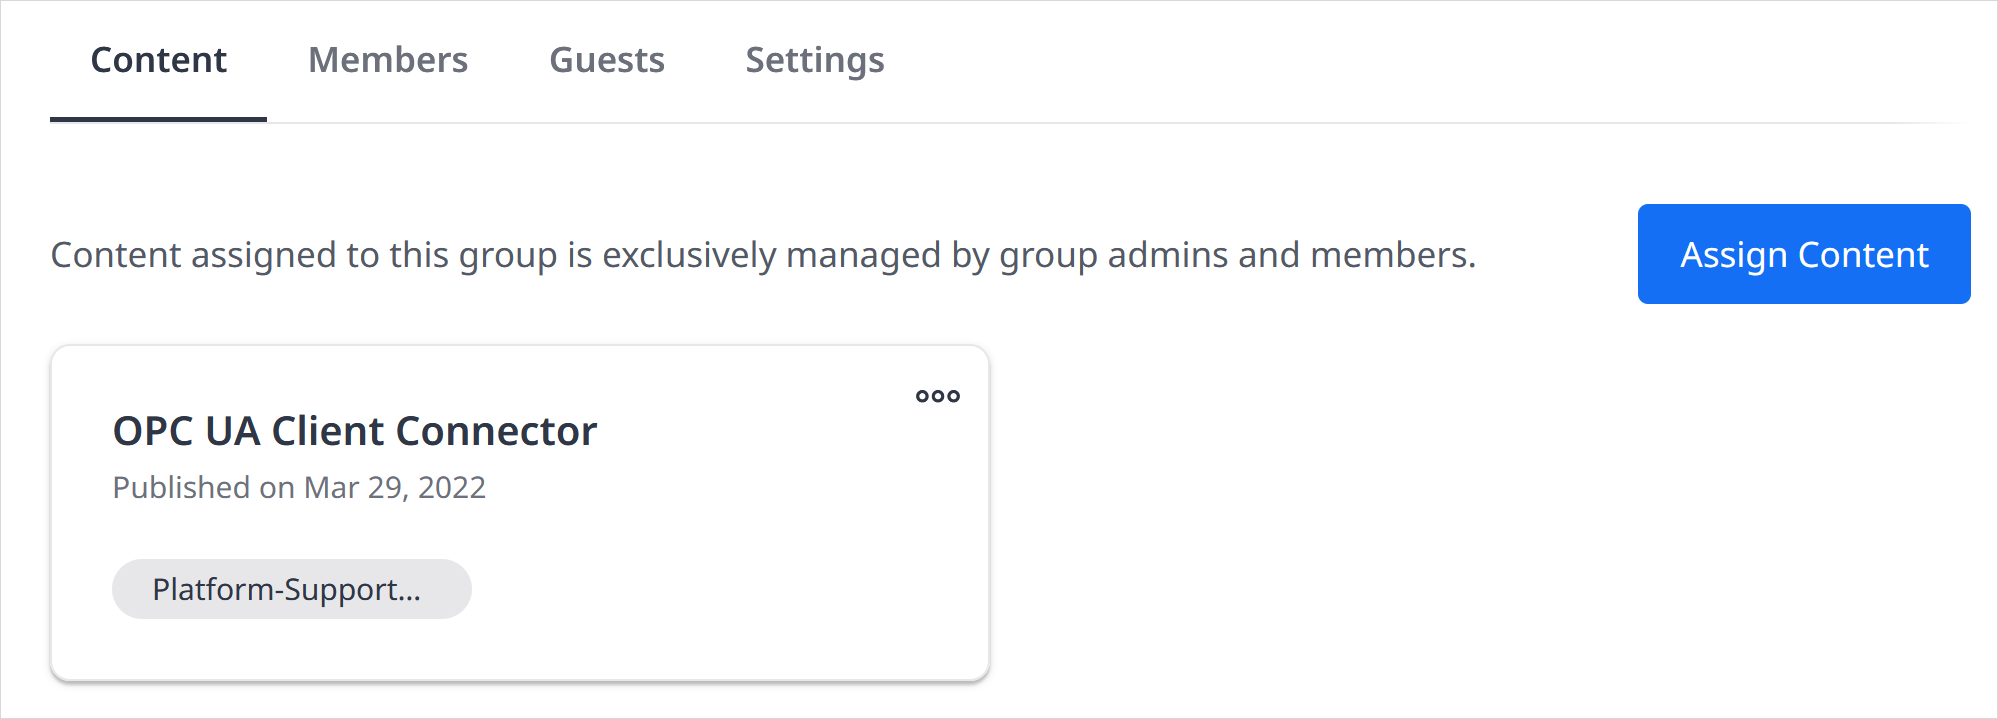 Content Members Guests Settings
Content assigned to this group is exclusively managed by group admins and members.
Assign Content
OPC UA Client Connector
Published on Mar 29, 2022
Platform-Support...